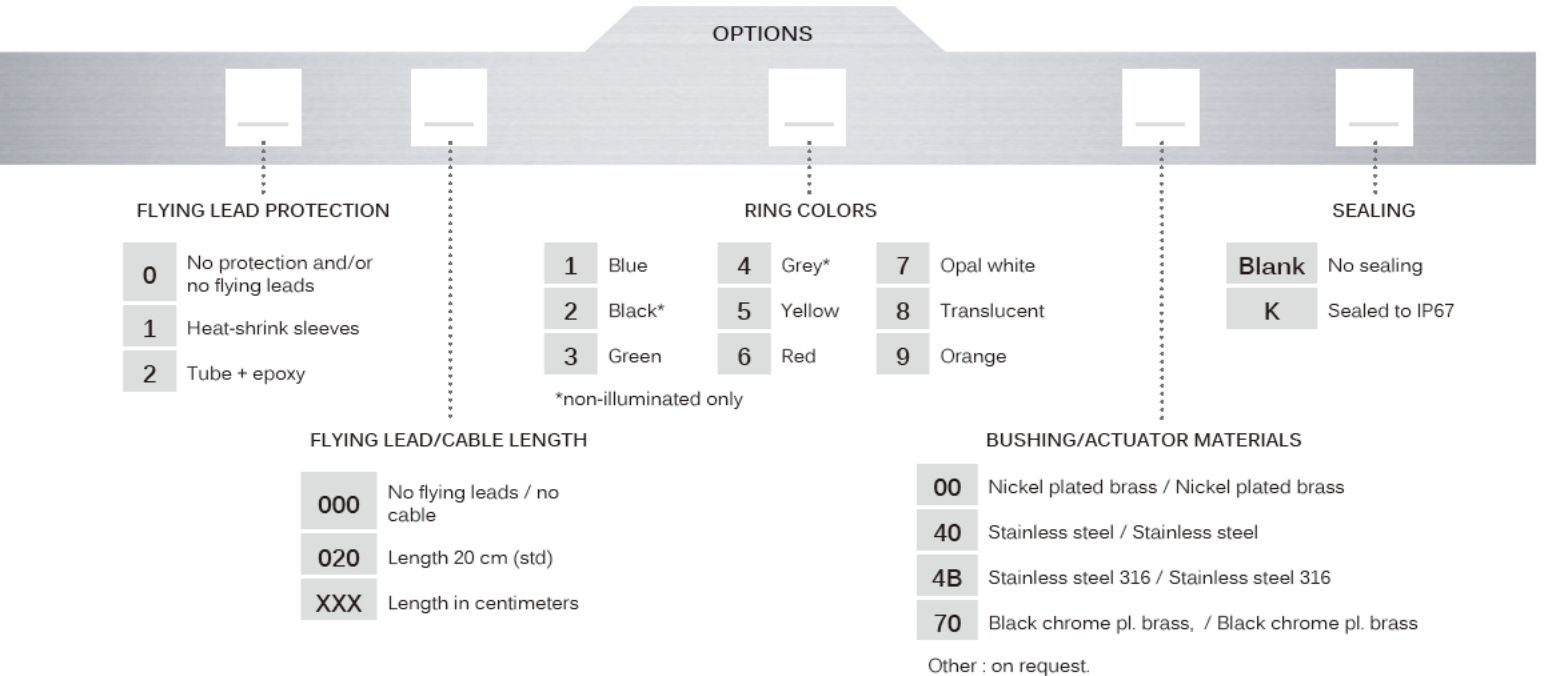 OPTIONS
FLYING LEAD PROTECTION
0 No protection and/or
no flying leads
1 Heat-shrink sleeves
2 Tube + epoxy
FLYING LEAD/CABLE LENGTH
000 No flying leads / no
cable
020 Length 20 cm (std)
XXX Length in centimeters
RING COLORS
1 Blue 4 Grey* 7 Opal white
2 Black* 5 Yellow 8 Translucent
3 Green 6 Red 9 Orange
*non-illuminated only
BUSHING/ACTUATOR MATERIALS
00 Nickel plated brass / Nickel plated brass
40 Stainless steel / Stainless steel
4B Stainless steel 316 / Stainless steel 316
70 Black chrome pl. brass, / Black chrome pl. brass
Other : on request.
SEALING
Blank No sealing
K Sealed to IP67